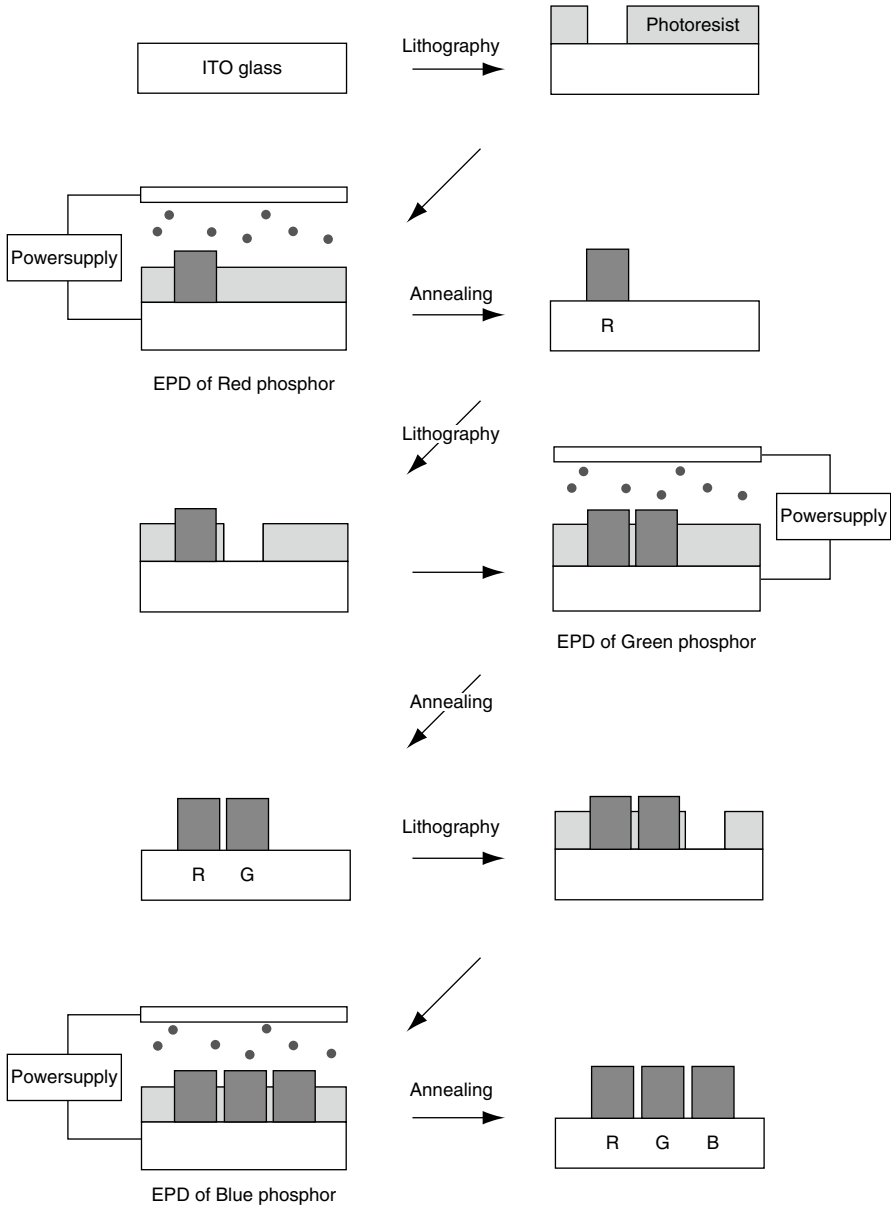 ITO glass
Lithography
Photoresist
Powersupply
EPD of Red phosphor
Annealing
R
Lithography
Powersupply
EPD of Green phosphor
Annealing
R G
Lithography
Powersupply
EPD of Blue phosphor
Annealing
R G B